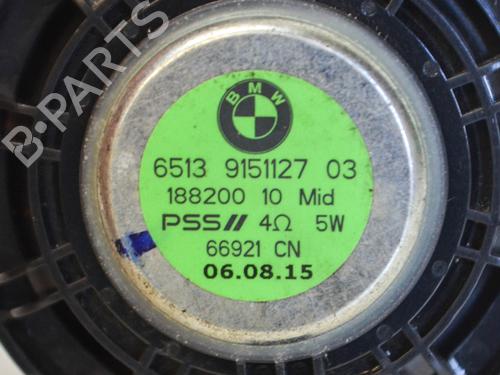 BMW
6513 9151127 03
188200 10 Mid
PSS// 4Ω 5W
66921 CN
06.08.15
B-PARTS